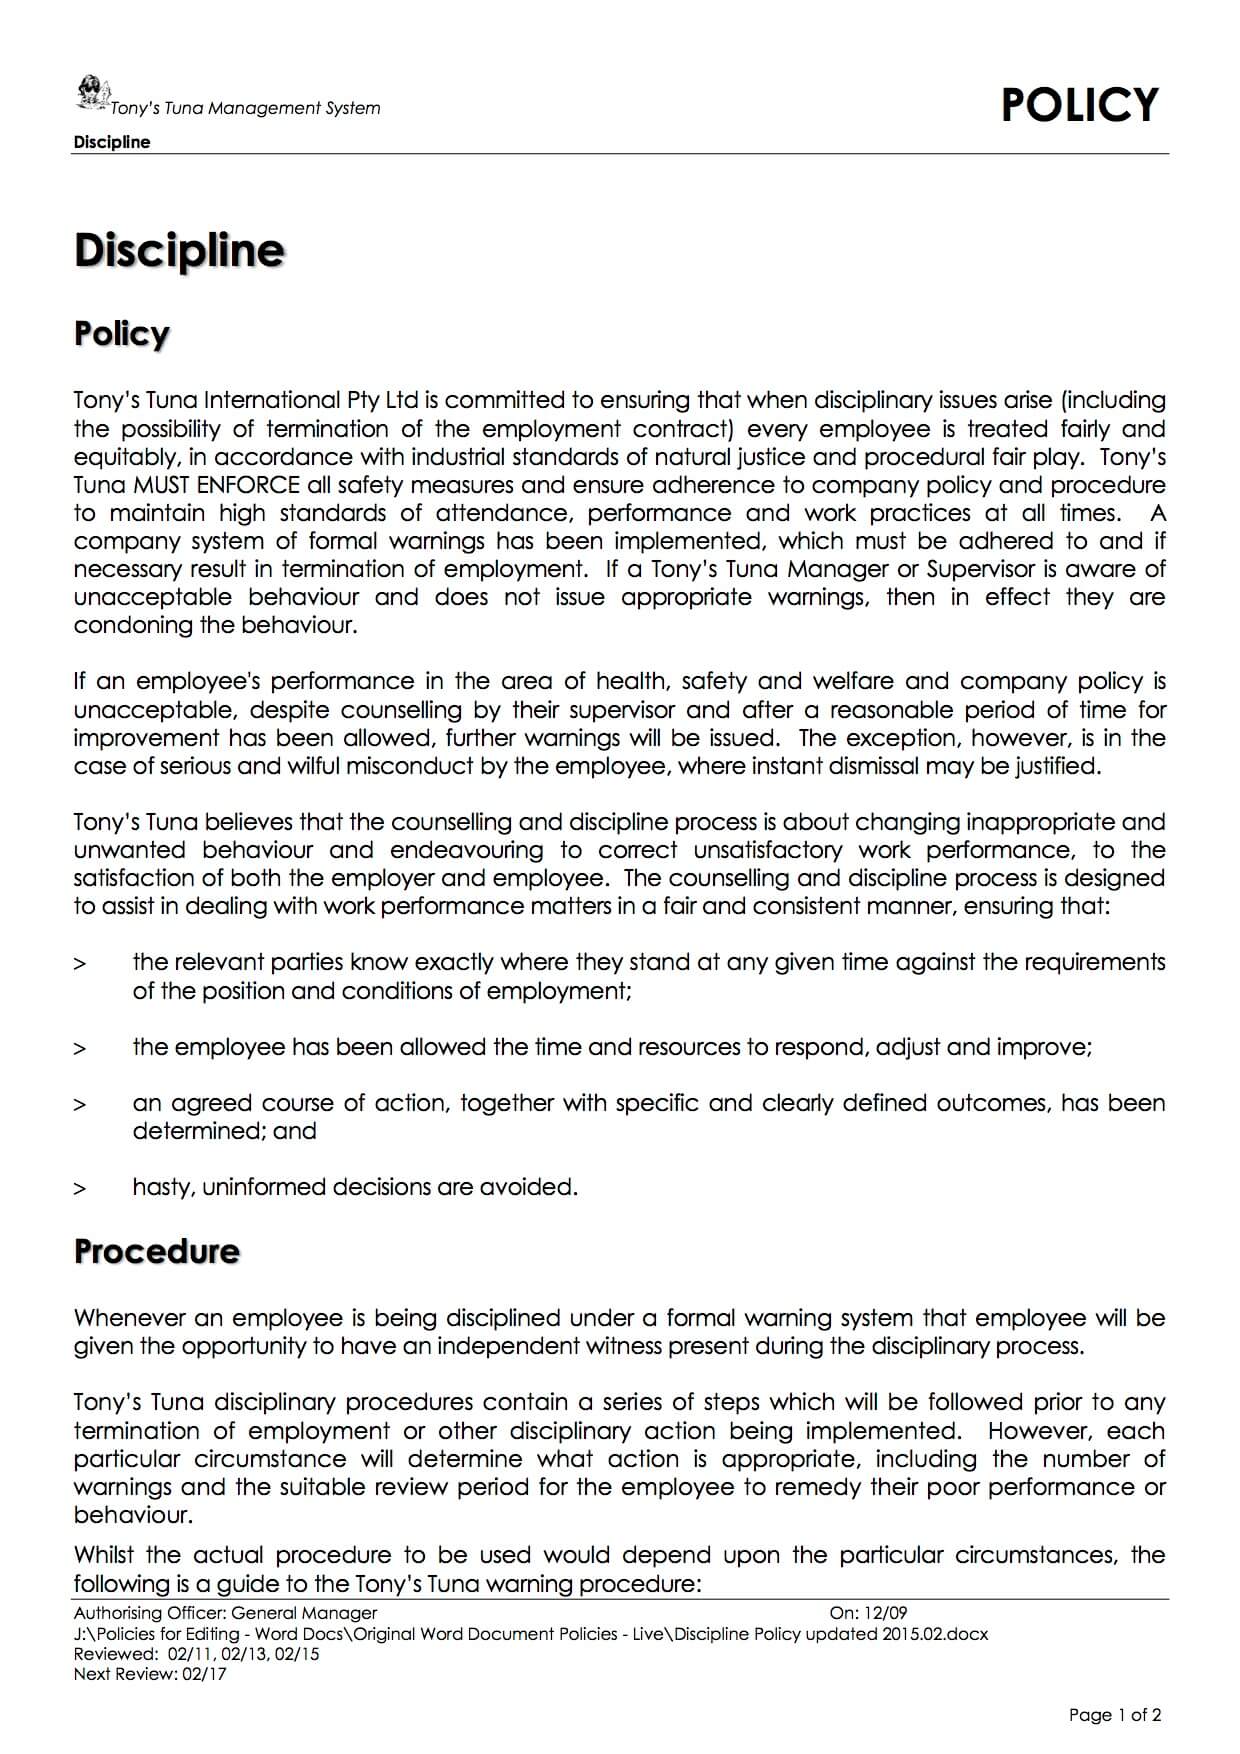 Tony's Tuna Management System
POLICY
Discipline
Discipline
Policy
Tony's Tuna International Pty Ltd is committed to ensuring that when disciplinary issues arise (including
the possibility of termination of the employment contract) every employee is treated fairly and
equitably, in accordance with industrial standards of natural justice and procedural fair play.  Tony's
Tuna MUST ENFORCE all safety measures and ensure adherence to company policy and procedure
to maintain high standards of attendance, performance and work practices at all times.  A
company system of formal warnings has been implemented, which must be adhered to and if
necessary result in termination of employment.  If a Tony's Tuna Manager or Supervisor is aware of
unacceptable behaviour and does not issue appropriate warnings, then in effect they are
condoning the behaviour.
If an employee's performance in the area of health, safety and welfare and company policy is
unacceptable, despite counselling by their supervisor and after a reasonable period of time for
improvement has been allowed, further warnings will be issued.  The exception, however, is in the
case of serious and wilful misconduct by the employee, where instant dismissal may be justified.
Tony's Tuna believes that the counselling and discipline process is about changing inappropriate and
unwanted behaviour and endeavouring to correct unsatisfactory work performance, to the
satisfaction of both the employer and employee.  The counselling and discipline process is designed
to assist in dealing with work performance matters in a fair and consistent manner, ensuring that:
> the relevant parties know exactly where they stand at any given time against the requirements
of the position and conditions of employment;
> the employee has been allowed the time and resources to respond, adjust and improve;
> an agreed course of action, together with specific and clearly defined outcomes, has been
determined; and
> hasty, uninformed decisions are avoided.
Procedure
Whenever an employee is being disciplined under a formal warning system that employee will be
given the opportunity to have an independent witness present during the disciplinary process.
Tony's Tuna disciplinary procedures contain a series of steps which will be followed prior to any
termination of employment or other disciplinary action being implemented.  However, each
particular circumstance will determine what action is appropriate, including the number of
warnings and the suitable review period for the employee to remedy their poor performance or
behaviour.
Whilst the actual procedure to be used would depend upon the particular circumstances, the
following is a guide to the Tony's Tuna warning procedure:
Authorising Officer: General Manager On: 12/09
J:\Policies for Editing - Word Docs\Original Word Document Policies - Live\Discipline Policy updated 2015.02.docx
Reviewed:  02/11, 02/13, 02/15
Next Review: 02/17
Page 1 of 2